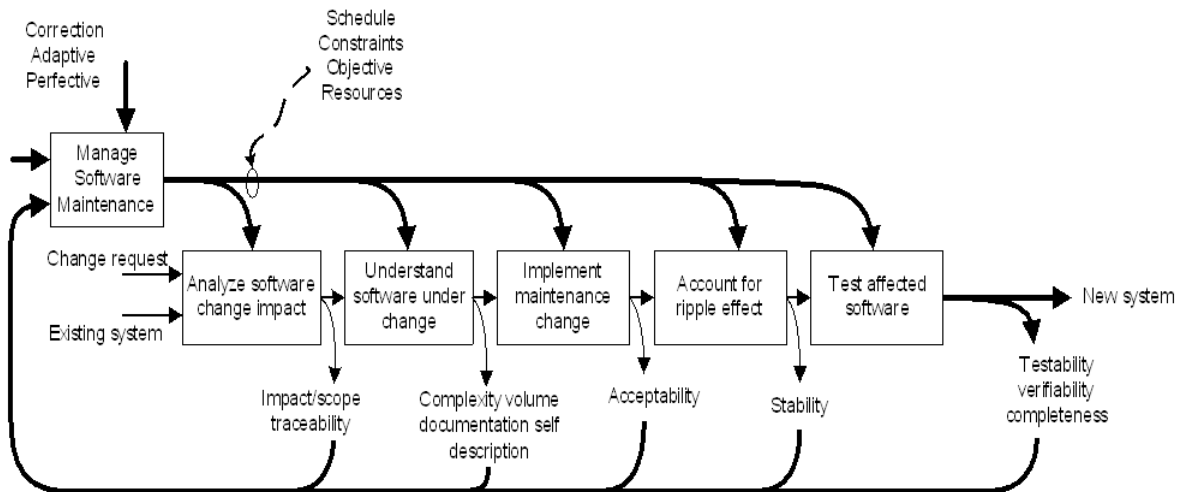 Correction
Adaptive
Perfective
Schedule
Constraints
Objective
Resources
Manage
Software
Maintenance
Change request
Existing system
Analyze software
change impact
Understand
software under
change
Implement
maintenance
change
Account for
ripple effect
Test affected
software
New system
Impact/scope
traceability
Complexity volume
documentation self
description
Acceptability
Stability
Testability
verifiability
completeness